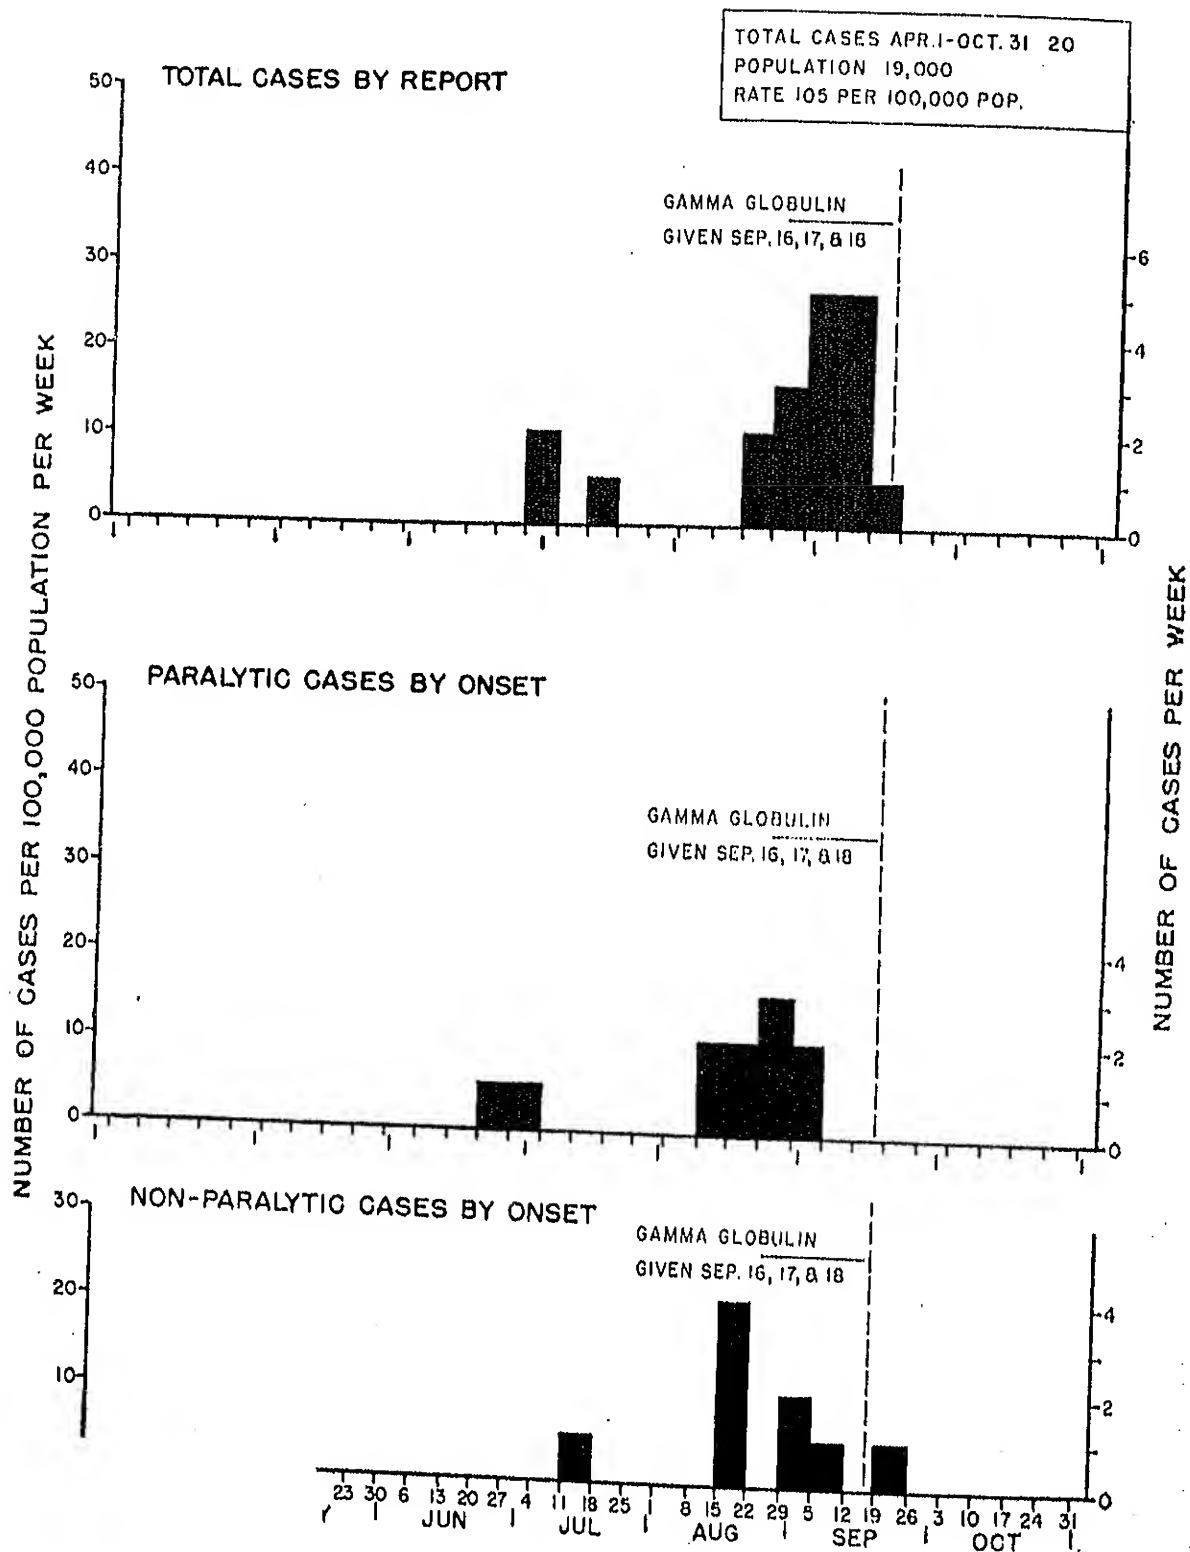 TOTAL CASES APR.1-OCT. 31 20
POPULATION 19,000
RATE 105 PER 100,000 POP.
TOTAL CASES BY REPORT
50
40
30
20
10
0
GAMMA GLOBULIN
GIVEN SEP. 16, 17, & 18
6
4
2
0
NUMBER OF CASES PER 100,000 POPULATION PER WEEK
NUMBER OF CASES PER WEEK
PARALYTIC CASES BY ONSET
50
40
30
20
10
0
GAMMA GLOBULIN
GIVEN SEP. 16, 17, & 18
4
2
0
NON-PARALYTIC CASES BY ONSET
30
20
10
GAMMA GLOBULIN
GIVEN SEP. 16, 17, & 18
4
2
0
23 30 6 13 20 27 4 11 18 25 1 8 15 22 29 5 12 19 26 3 10 17 24 31
JUN JUL AUG SEP OCT